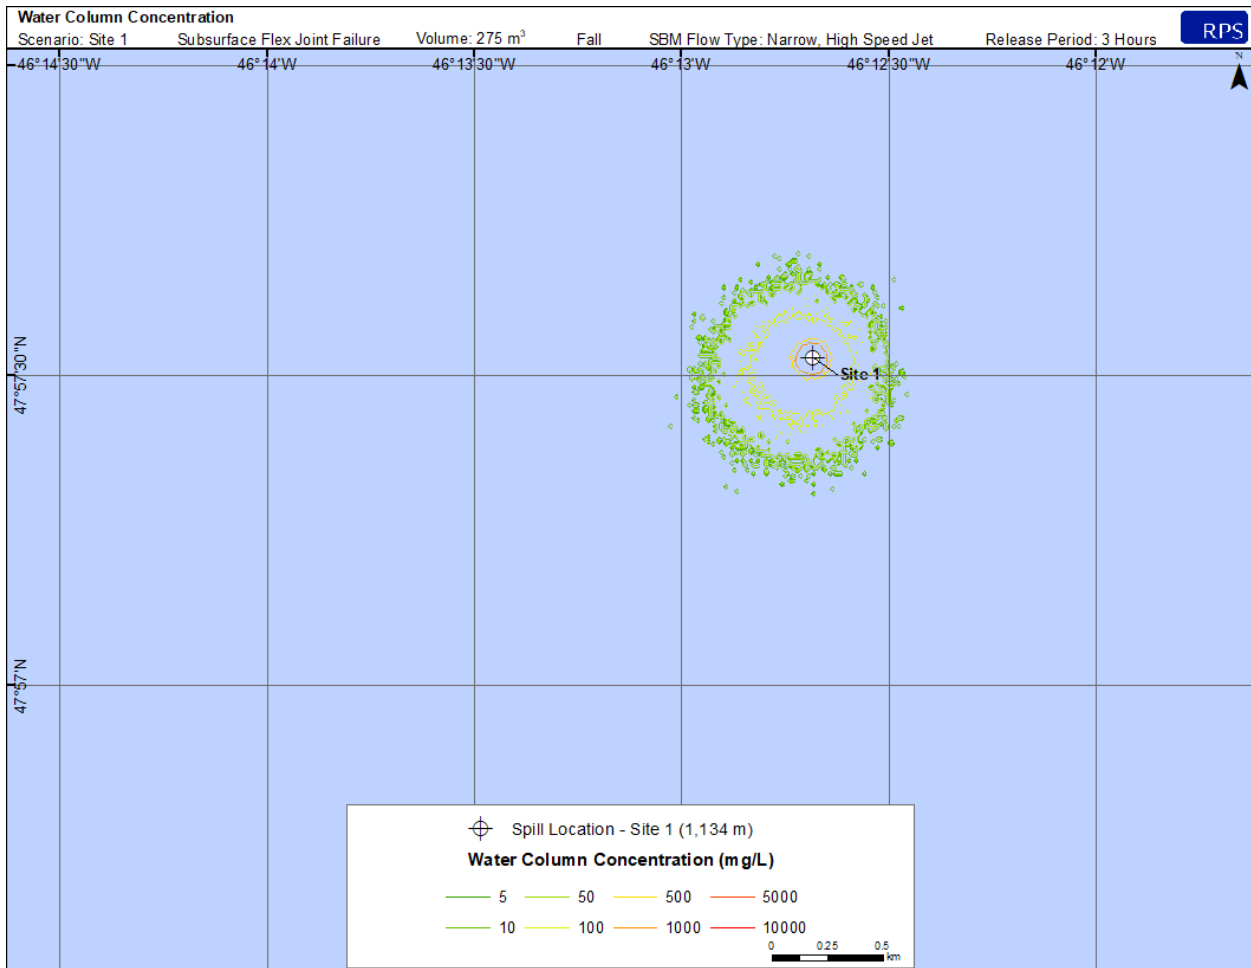 Water Column Concentration
Scenario: Site 1 Subsurface Flex Joint Failure Volume: 275 m³ Fall SBM Flow Type: Narrow, High Speed Jet Release Period: 3 Hours
RPS
46°14'30"W 46°14'W 46°13'30"W 46°13'W 46°12'30"W 46°12'W
N
47°57'30"N
Site 1
47°57'N
Spill Location - Site 1 (1,134 m)
Water Column Concentration (mg/L)
5 50 500 5000
10 100 1000 10000
0 0.25 0.5
km